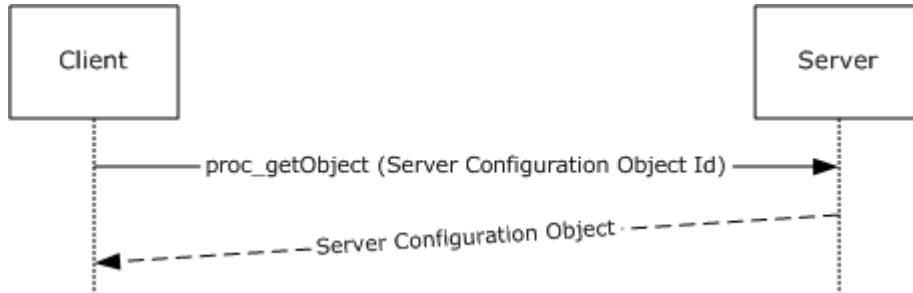 Client
Server
proc_getObject (Server Configuration Object Id)
Server Configuration Object